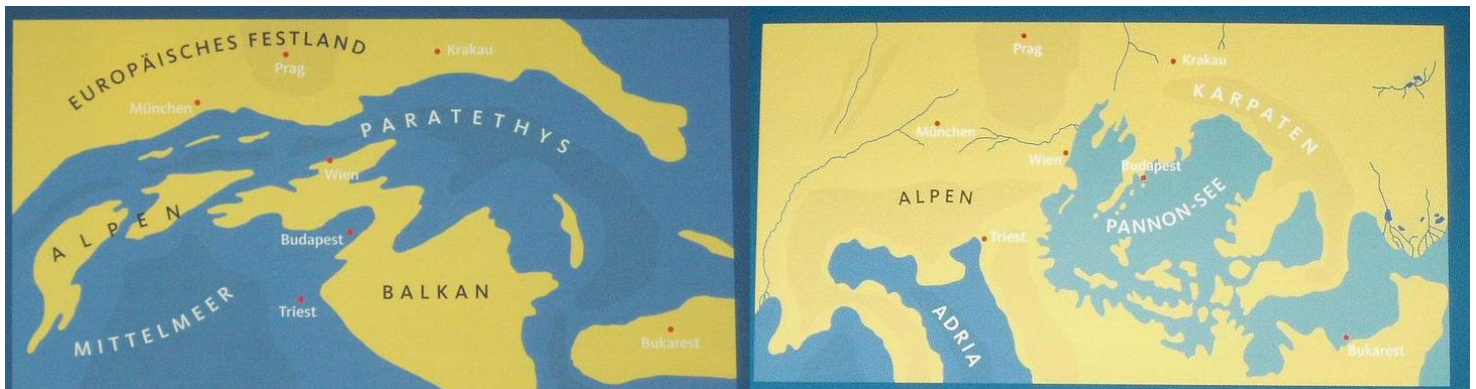 EUROPÄISCHES FESTLAND
Prag
Krakau
München
PARATETHYS
Wien
ALPEN
Budapest
BALKAN
MITTELMEER
Triest
Bukarest
Prag
Krakau
KARPATEN
München
Wien
Budapest
ALPEN
PANNON-SEE
Triest
ADRIA
Bukarest